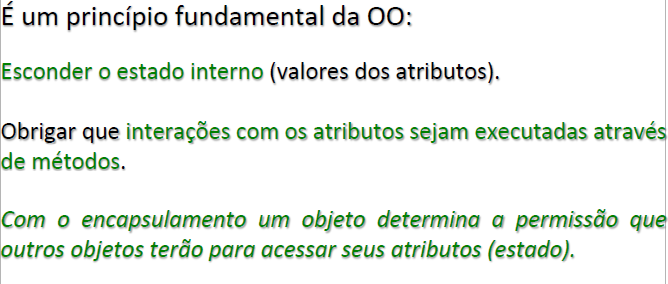 É um princípio fundamental da OO:
Esconder o estado interno (valores dos atributos).
Obrigar que interações com os atributos sejam executadas através
de métodos.
Com o encapsulamento um objeto determina a permissão que
outros objetos terão para acessar seus atributos (estado).